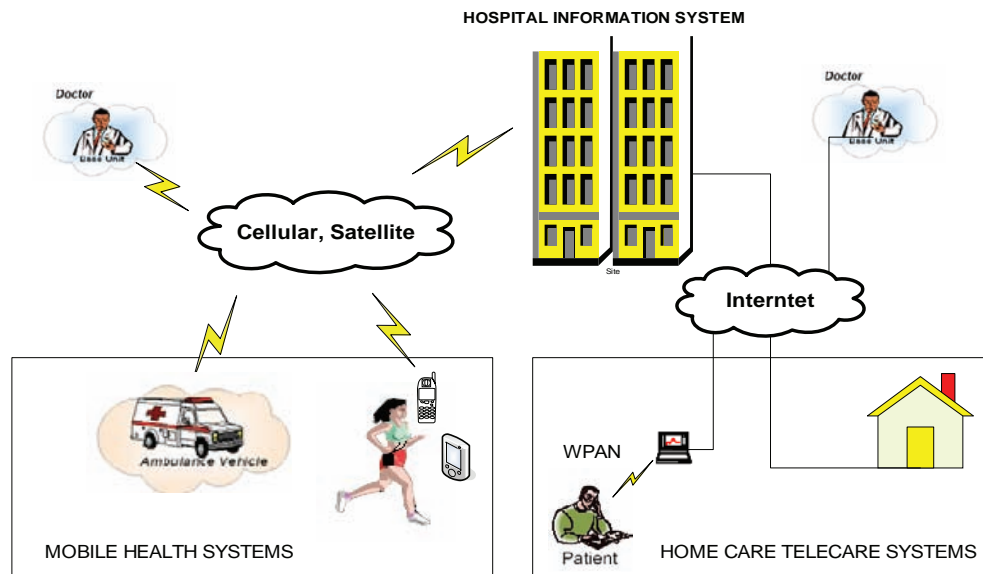 HOSPITAL INFORMATION SYSTEM
Doctor
Base Unit
Doctor
Base Unit
Cellular, Satellite
Site
Interntet
Ambulance Vehicle
WPAN
Patient
MOBILE HEALTH SYSTEMS
HOME CARE TELECARE SYSTEMS